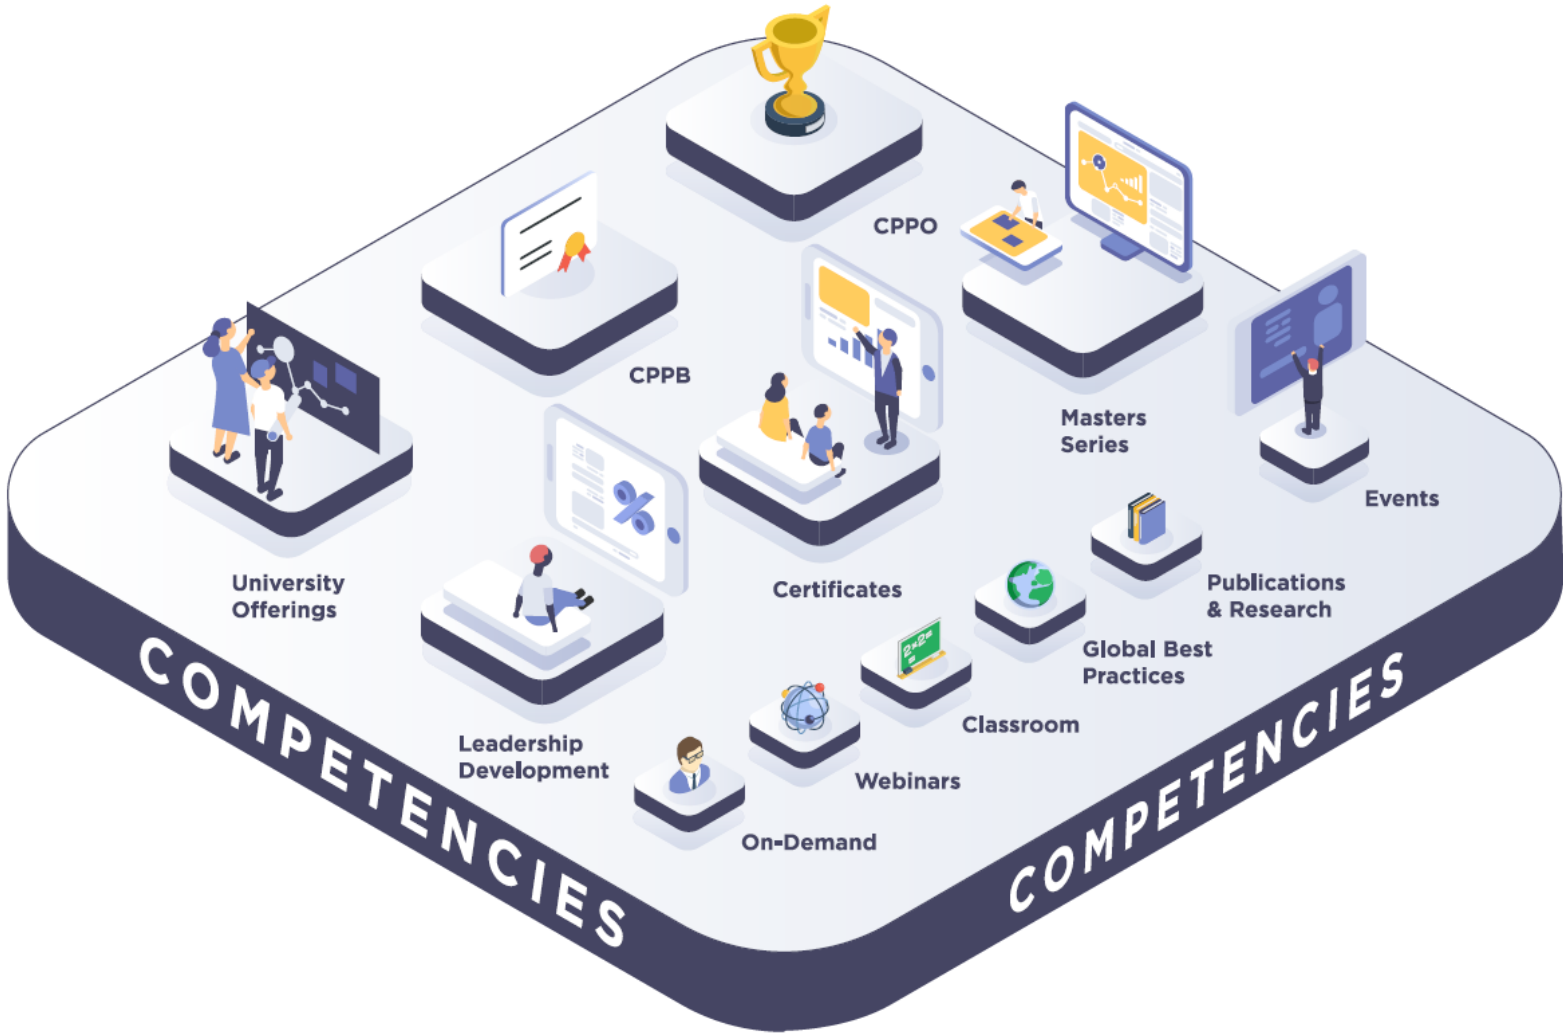 CPPO
CPPB
Masters
Series
Events
University
Offerings
Certificates
Publications
& Research
Global Best
Practices
2x2=
Classroom
Leadership
Development
Webinars
On-Demand
COMPETENCIES
COMPETENCIES